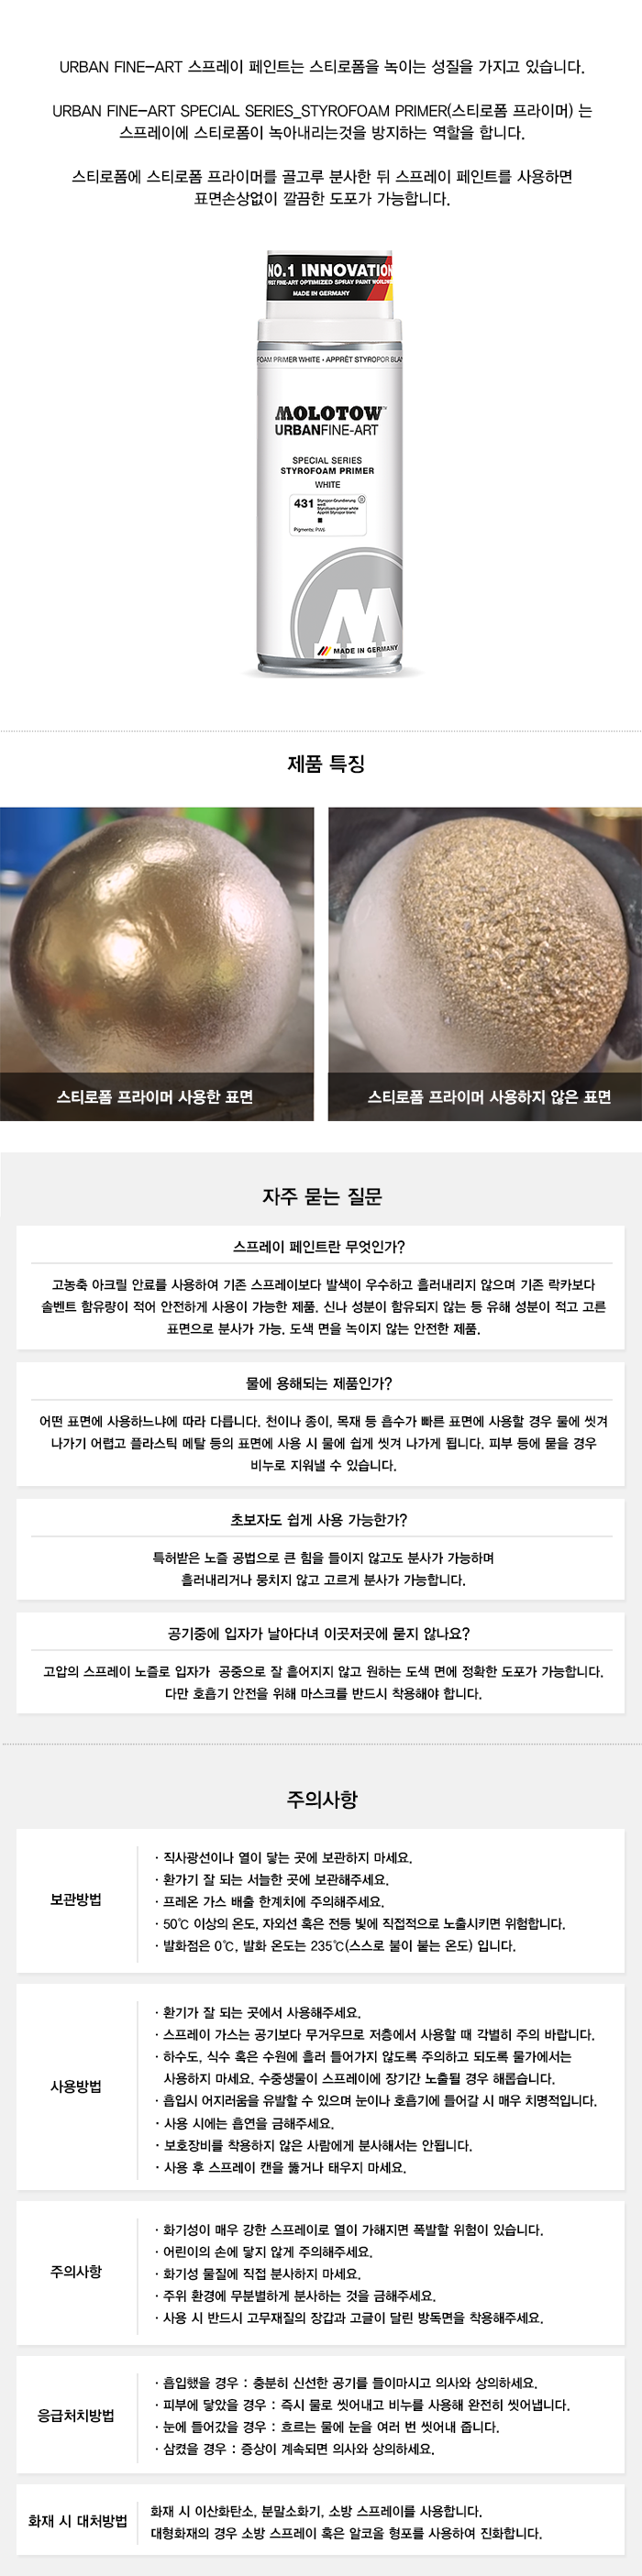 URBAN FINE-ART 스프레이 페인트는 스티로폼을 녹이는 성질을 가지고 있습니다.
URBAN FINE-ART SPECIAL SERIES_STYROFOAM PRIMER(스티로폼 프라이머) 는
스프레이에 스티로폼이 녹아내리는것을 방지하는 역할을 합니다.
스티로폼에 스티로폼 프라이머를 골고루 분사한 뒤 스프레이 페인트를 사용하면
표면손상없이 깔끔한 도포가 가능합니다.
NO.1 INNOVATION
FINE-ART OPTIMIZED SPRAY PAINT
MADE IN GERMANY
FOAM PRIMER WHITE · APPRÊT STYROPOR
MOLOTOW
URBANFINE-ART
SPECIAL SERIES
STYROFOAM PRIMER
WHITE
431
Styropor-Grundierung
weiß
Styrofoam primer white
Apprêt Styropor blanc
Pigments: PW6
MADE IN GERMANY
제품 특징
스티로폼 프라이머 사용한 표면
스티로폼 프라이머 사용하지 않은 표면
자주 묻는 질문
스프레이 페인트란 무엇인가?
고농축 아크릴 안료를 사용하여 기존 스프레이보다 발색이 우수하고 흘러내리지 않으며 기존 락카보다
솔벤트 함유량이 적어 안전하게 사용이 가능한 제품. 신나 성분이 함유되지 않는 등 유해 성분이 적고 고른
표면으로 분사가 가능. 도색 면을 녹이지 않는 안전한 제품.
물에 용해되는 제품인가?
어떤 표면에 사용하느냐에 따라 다릅니다. 천이나 종이, 목재 등 흡수가 빠른 표면에 사용할 경우 물에 씻겨
나가기 어렵고 플라스틱 메탈 등의 표면에 사용 시 물에 쉽게 씻겨 나가게 됩니다. 피부 등에 묻을 경우
비누로 지워낼 수 있습니다.
초보자도 쉽게 사용 가능한가?
특허받은 노즐 공법으로 큰 힘을 들이지 않고도 분사가 가능하며
흘러내리거나 뭉치지 않고 고르게 분사가 가능합니다.
공기중에 입자가 날아다녀 이곳저곳에 묻지 않나요?
고압의 스프레이 노즐로 입자가 공중으로 잘 흩어지지 않고 원하는 도색 면에 정확한 도포가 가능합니다.
다만 호흡기 안전을 위해 마스크를 반드시 착용해야 합니다.
주의사항
보관방법
· 직사광선이나 열이 닿는 곳에 보관하지 마세요.
· 환가기 잘 되는 서늘한 곳에 보관해주세요.
· 프레온 가스 배출 한계치에 주의해주세요.
· 50℃ 이상의 온도, 자외선 혹은 전등 빛에 직접적으로 노출시키면 위험합니다.
· 발화점은 0℃, 발화 온도는 235℃(스스로 불이 붙는 온도) 입니다.
사용방법
· 환기가 잘 되는 곳에서 사용해주세요.
· 스프레이 가스는 공기보다 무거우므로 저층에서 사용할 때 각별히 주의 바랍니다.
· 하수도, 식수 혹은 수원에 흘러 들어가지 않도록 주의하고 되도록 물가에서는
사용하지 마세요. 수중생물이 스프레이에 장기간 노출될 경우 해롭습니다.
· 흡입시 어지러움을 유발할 수 있으며 눈이나 호흡기에 들어갈 시 매우 치명적입니다.
· 사용 시에는 흡연을 금해주세요.
· 보호장비를 착용하지 않은 사람에게 분사해서는 안됩니다.
· 사용 후 스프레이 캔을 뚫거나 태우지 마세요.
주의사항
· 화기성이 매우 강한 스프레이로 열이 가해지면 폭발할 위험이 있습니다.
· 어린이의 손에 닿지 않게 주의해주세요.
· 화기성 물질에 직접 분사하지 마세요.
· 주위 환경에 무분별하게 분사하는 것을 금해주세요.
· 사용 시 반드시 고무재질의 장갑과 고글이 달린 방독면을 착용해주세요.
응급처치방법
· 흡입했을 경우 : 충분히 신선한 공기를 들이마시고 의사와 상의하세요.
· 피부에 닿았을 경우 : 즉시 물로 씻어내고 비누를 사용해 완전히 씻어냅니다.
· 눈에 들어갔을 경우 : 흐르는 물에 눈을 여러 번 씻어내 줍니다.
· 삼켰을 경우 : 증상이 계속되면 의사와 상의하세요.
화재 시 대처방법
화재 시 이산화탄소, 분말소화기, 소방 스프레이를 사용합니다.
대형화재의 경우 소방 스프레이 혹은 알코올 형포를 사용하여 진화합니다.